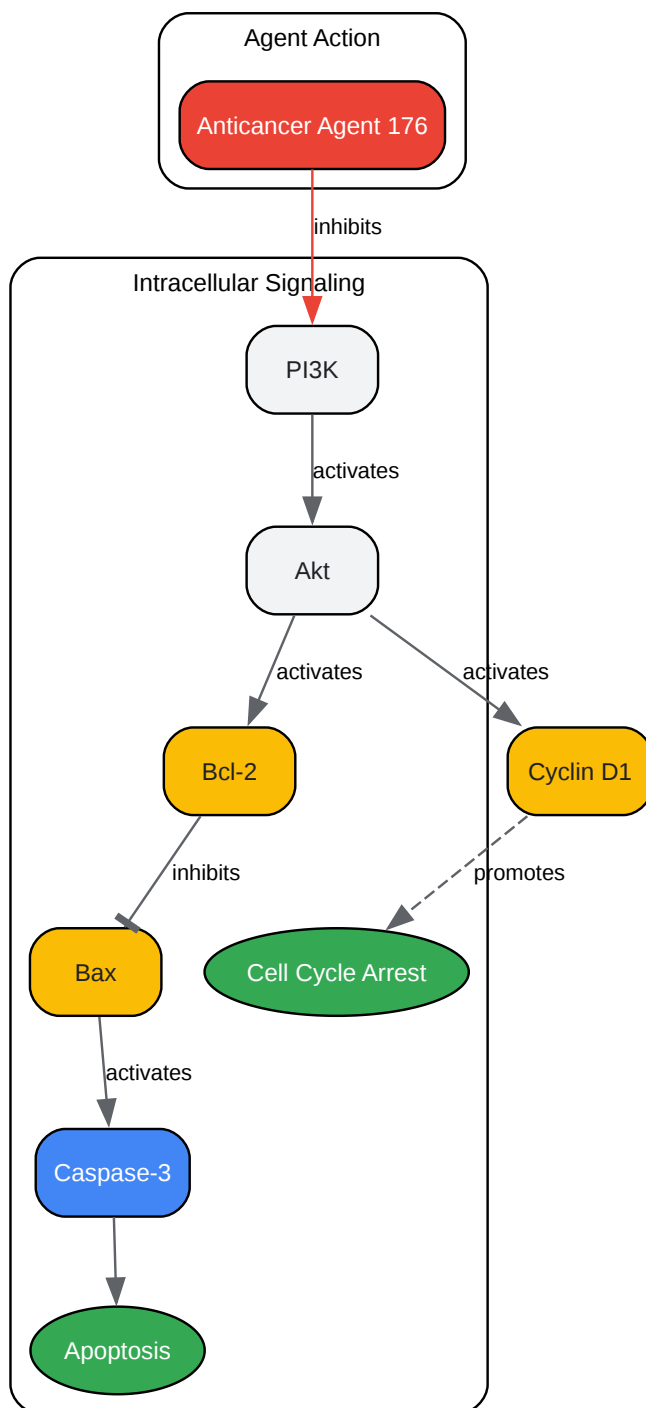 Agent Action
Anticancer Agent 176
inhibits
Intracellular Signaling
PI3K
activates
Akt
activates
activates
Bcl-2
Cyclin D1
inhibits
promotes
Bax
Cell Cycle Arrest
activates
Caspase-3
Apoptosis